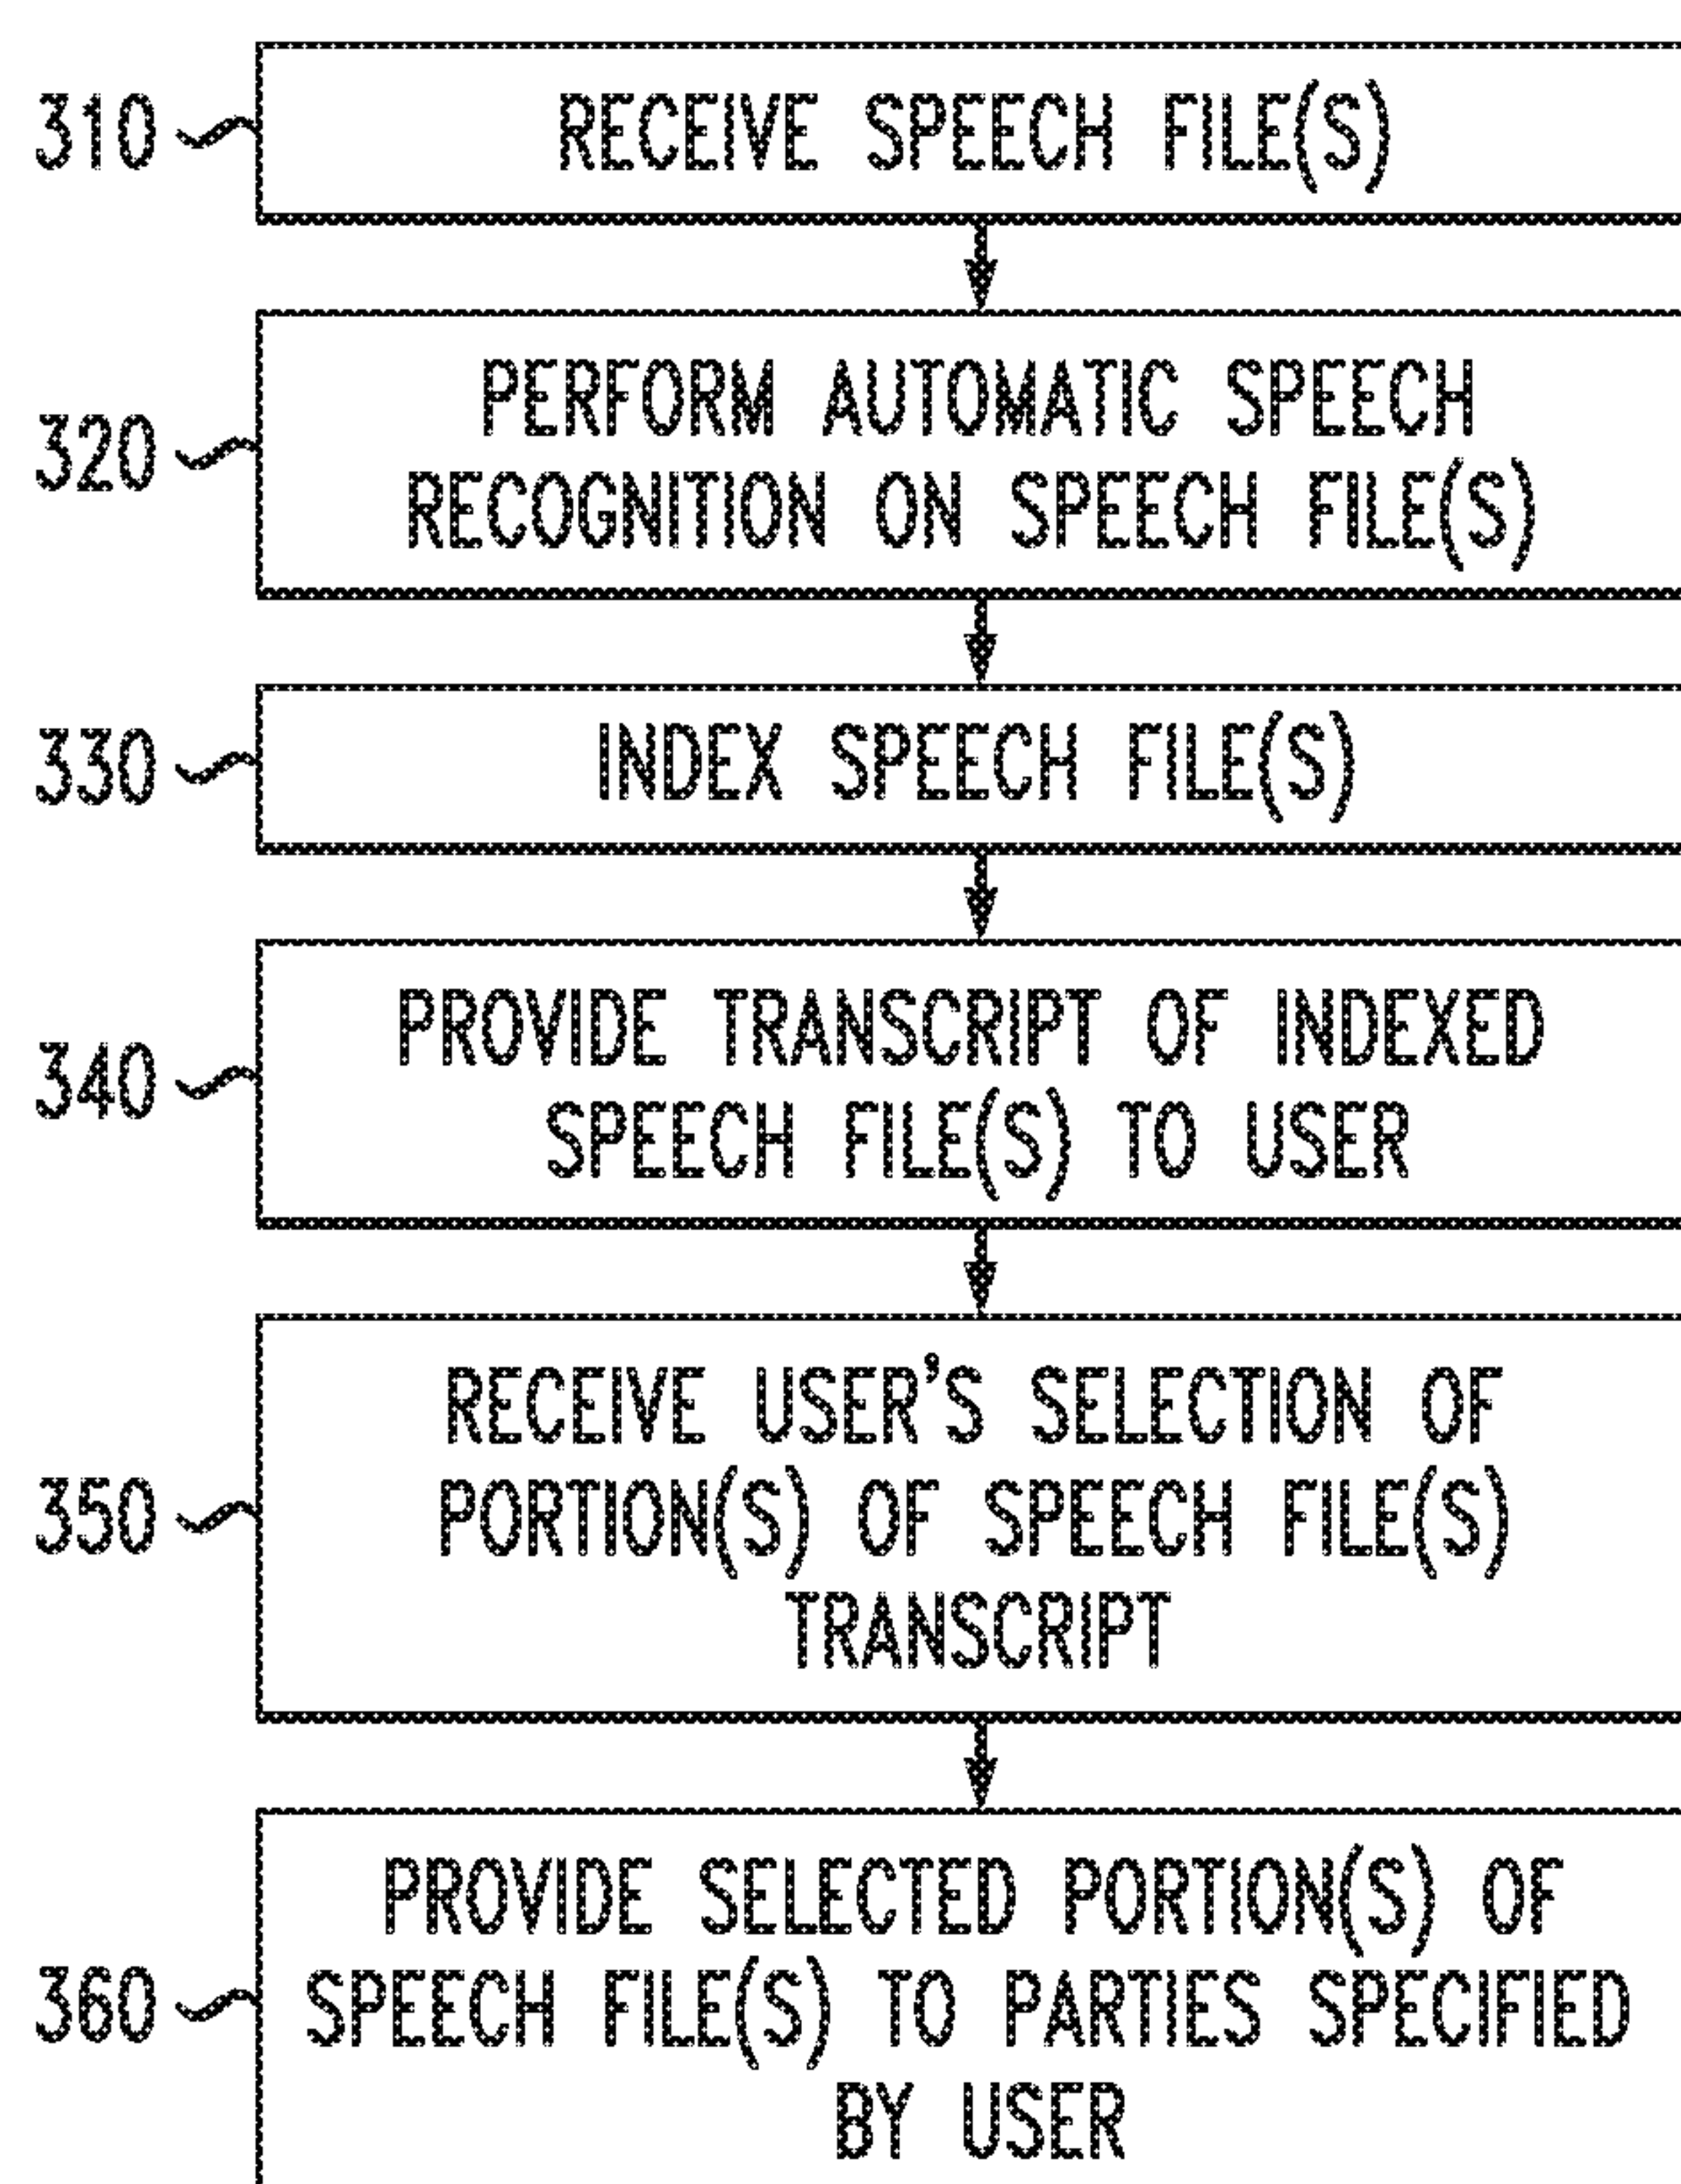 310
RECEIVE SPEECH FILE(S)
320
PERFORM AUTOMATIC SPEECH
RECOGNITION ON SPEECH FILE(S)
330
INDEX SPEECH FILE(S)
340
PROVIDE TRANSCRIPT OF INDEXED
SPEECH FILE(S) TO USER
350
RECEIVE USER'S SELECTION OF
PORTION(S) OF SPEECH FILE(S)
TRANSCRIPT
360
PROVIDE SELECTED PORTION(S) OF
SPEECH FILE(S) TO PARTIES SPECIFIED
BY USER